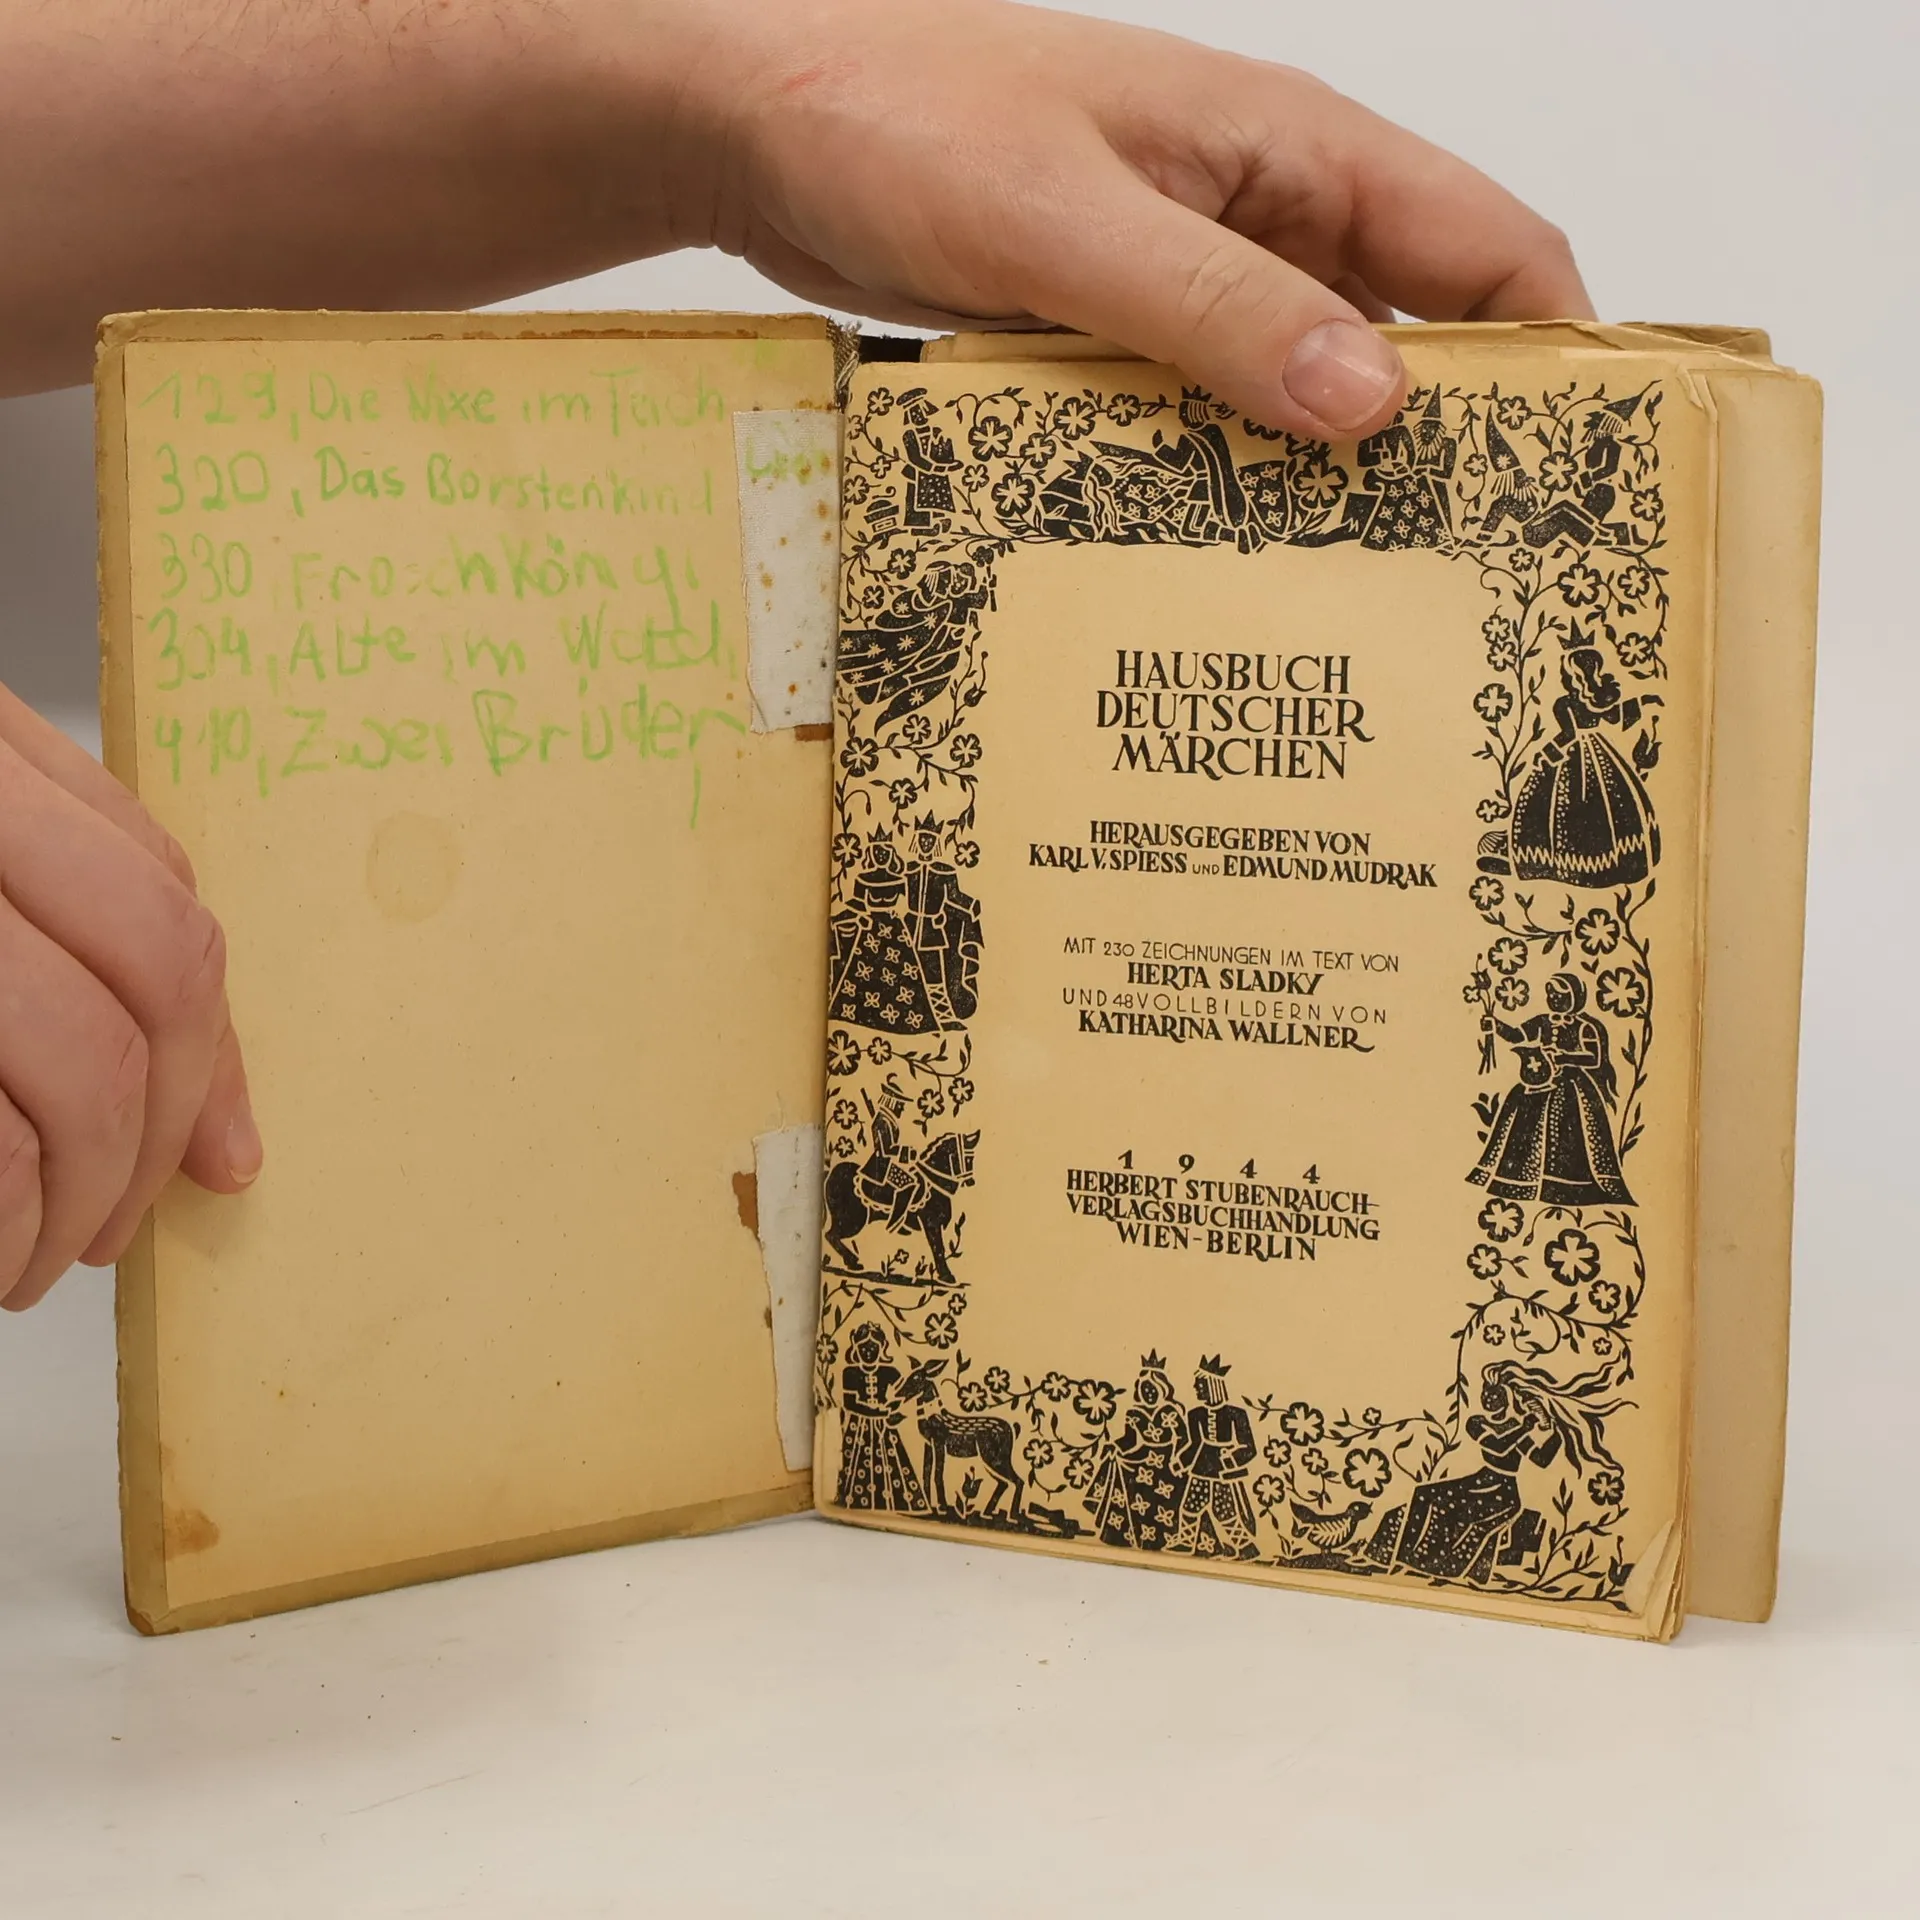 129, Die Nixe im Teich
320, Das Borstenkind
330, Froschkönig
304, Alte im Wald,
410, Zwei Brüder,
HAUSBUCH
DEUTSCHER
MÄRCHEN
HERAUSGEGEBEN VON
KARL V. SPIESS UND EDMUND MUDRAK
MIT 230 ZEICHNUNGEN IM TEXT VON
HERTA SLADKY
UND 48 VOLLBILDERN VON
KATHARINA WALLNER
1944
HERBERT STUBENRAUCH
VERLAGSBUCHHANDLUNG
WIEN-BERLIN